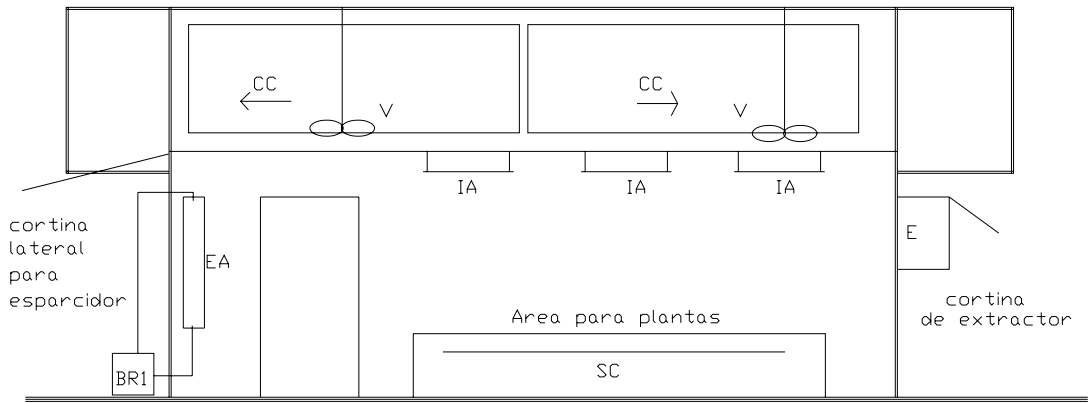 CC
V
CC
V
IA
IA
IA
cortina
lateral
para
esparcidor
EA
E
cortina
de extractor
Area para plantas
SC
BR1